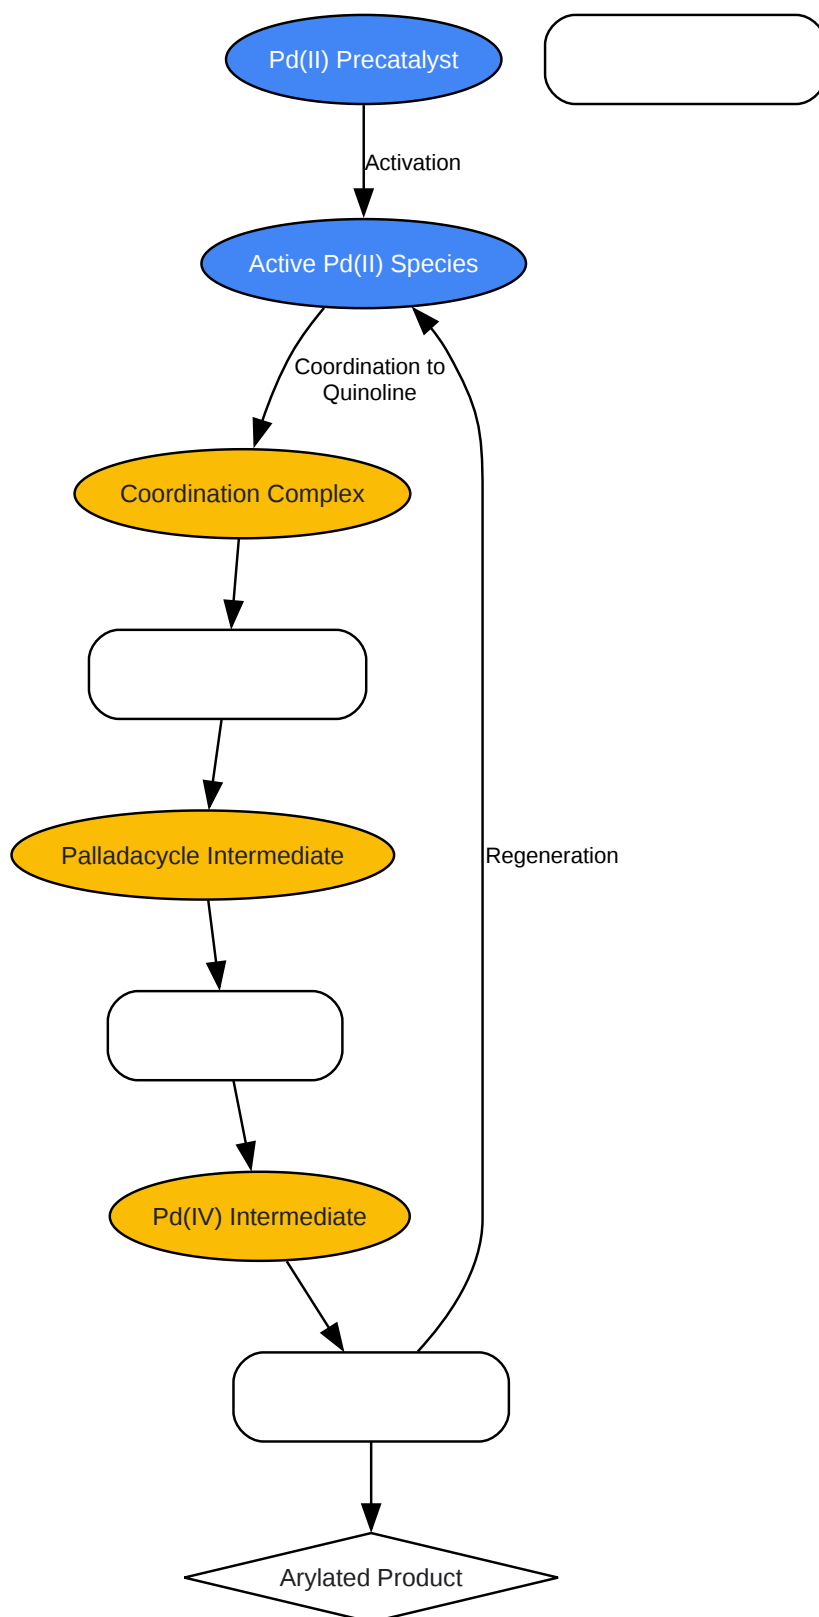 Pd(II) Precatalyst
Activation
Active Pd(II) Species
Coordination to
Quinoline
Coordination Complex
Palladacycle Intermediate
Regeneration
Pd(IV) Intermediate
Arylated Product